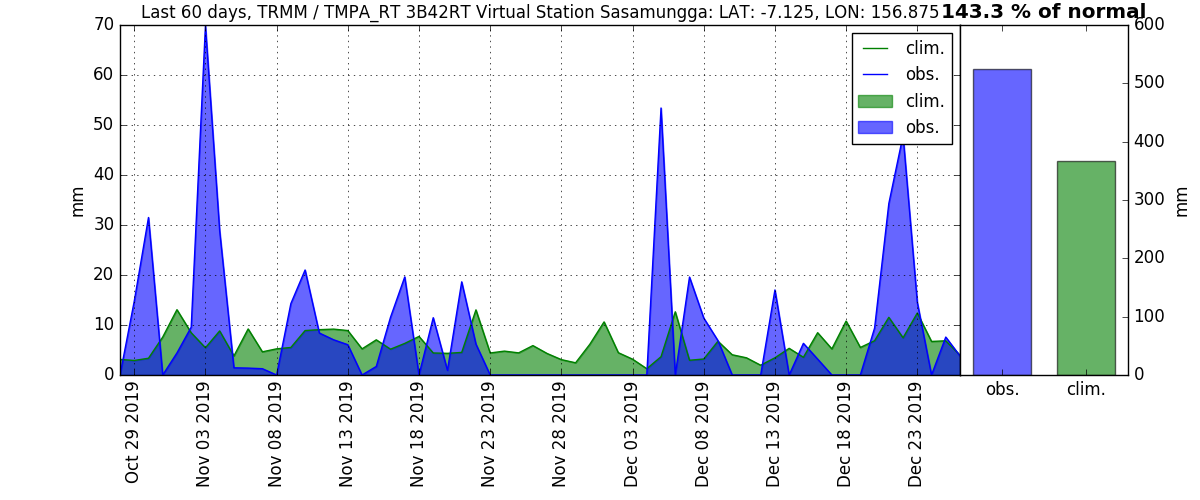 Last 60 days, TRMM / TMPA_RT 3B42RT Virtual Station Sasamungga: LAT: -7.125, LON: 156.875 143.3 % of normal
70
60
50
40
30
20
10
0
mm
clim.
obs.
clim.
obs.
600
500
400
300
200
100
0
mm
Oct 29 2019
Nov 03 2019
Nov 08 2019
Nov 13 2019
Nov 18 2019
Nov 23 2019
Nov 28 2019
Dec 03 2019
Dec 08 2019
Dec 13 2019
Dec 18 2019
Dec 23 2019
obs.
clim.